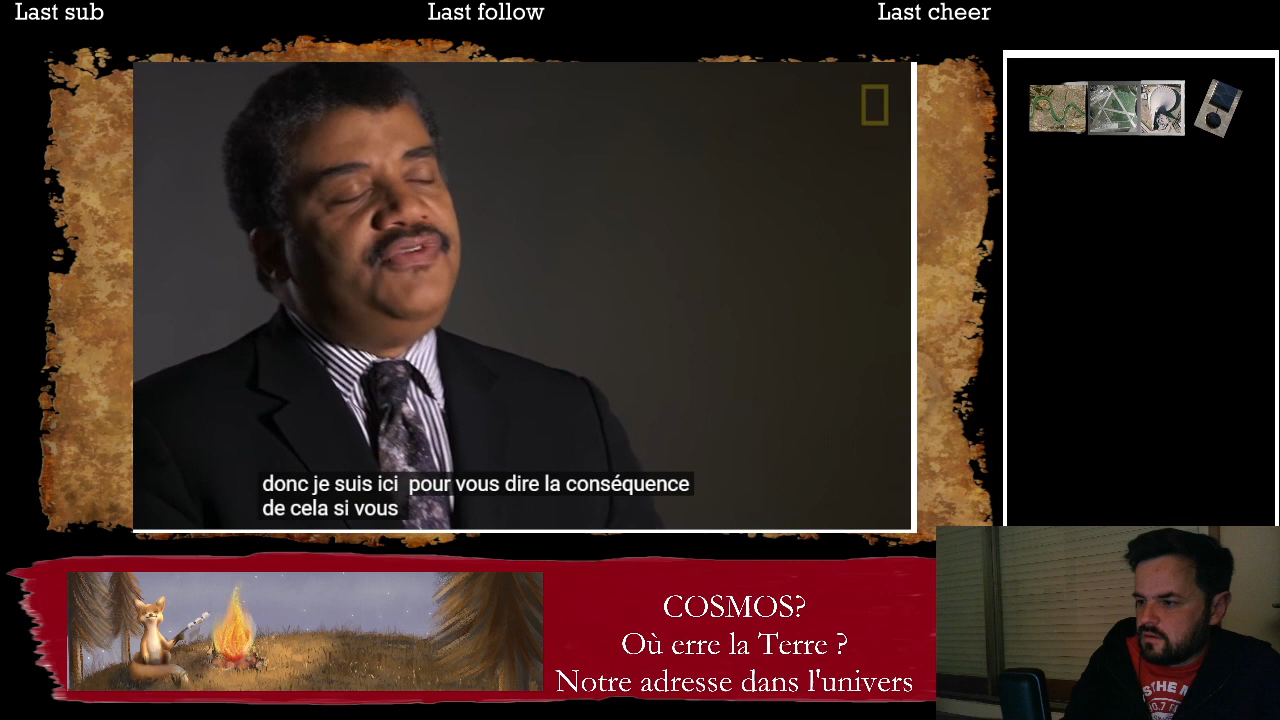 Last sub
Last follow
Last cheer
donc je suis ici pour vous dire la conséquence
de cela si vous
COSMOS?
Où erre la Terre ?
Notre adresse dans l'univers